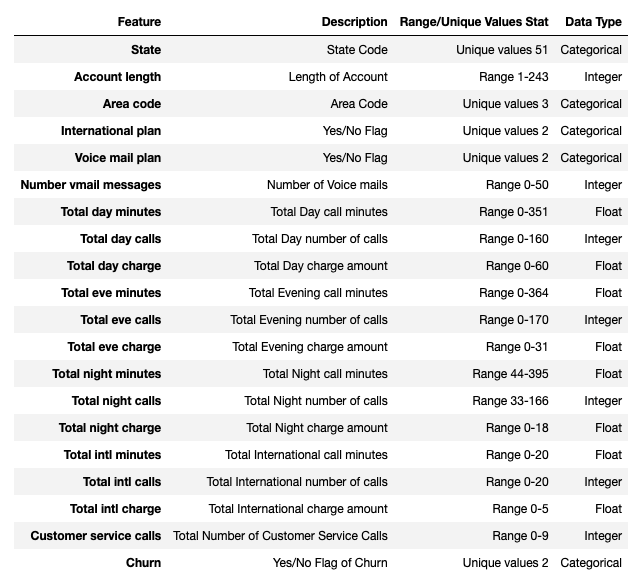 Feature Description Range/Unique Values Stat Data Type
State State Code Unique values 51 Categorical
Account length Length of Account Range 1-243 Integer
Area code Area Code Unique values 3 Categorical
International plan Yes/No Flag Unique values 2 Categorical
Voice mail plan Yes/No Flag Unique values 2 Categorical
Number vmail messages Number of Voice mails Range 0-50 Integer
Total day minutes Total Day call minutes Range 0-351 Float
Total day calls Total Day number of calls Range 0-160 Integer
Total day charge Total Day charge amount Range 0-60 Float
Total eve minutes Total Evening call minutes Range 0-364 Float
Total eve calls Total Evening number of calls Range 0-170 Integer
Total eve charge Total Evening charge amount Range 0-31 Float
Total night minutes Total Night call minutes Range 44-395 Float
Total night calls Total Night number of calls Range 33-166 Integer
Total night charge Total Night charge amount Range 0-18 Float
Total intl minutes Total International call minutes Range 0-20 Float
Total intl calls Total International number of calls Range 0-20 Integer
Total intl charge Total International charge amount Range 0-5 Float
Customer service calls Total Number of Customer Service Calls Range 0-9 Integer
Churn Yes/No Flag of Churn Unique values 2 Categorical